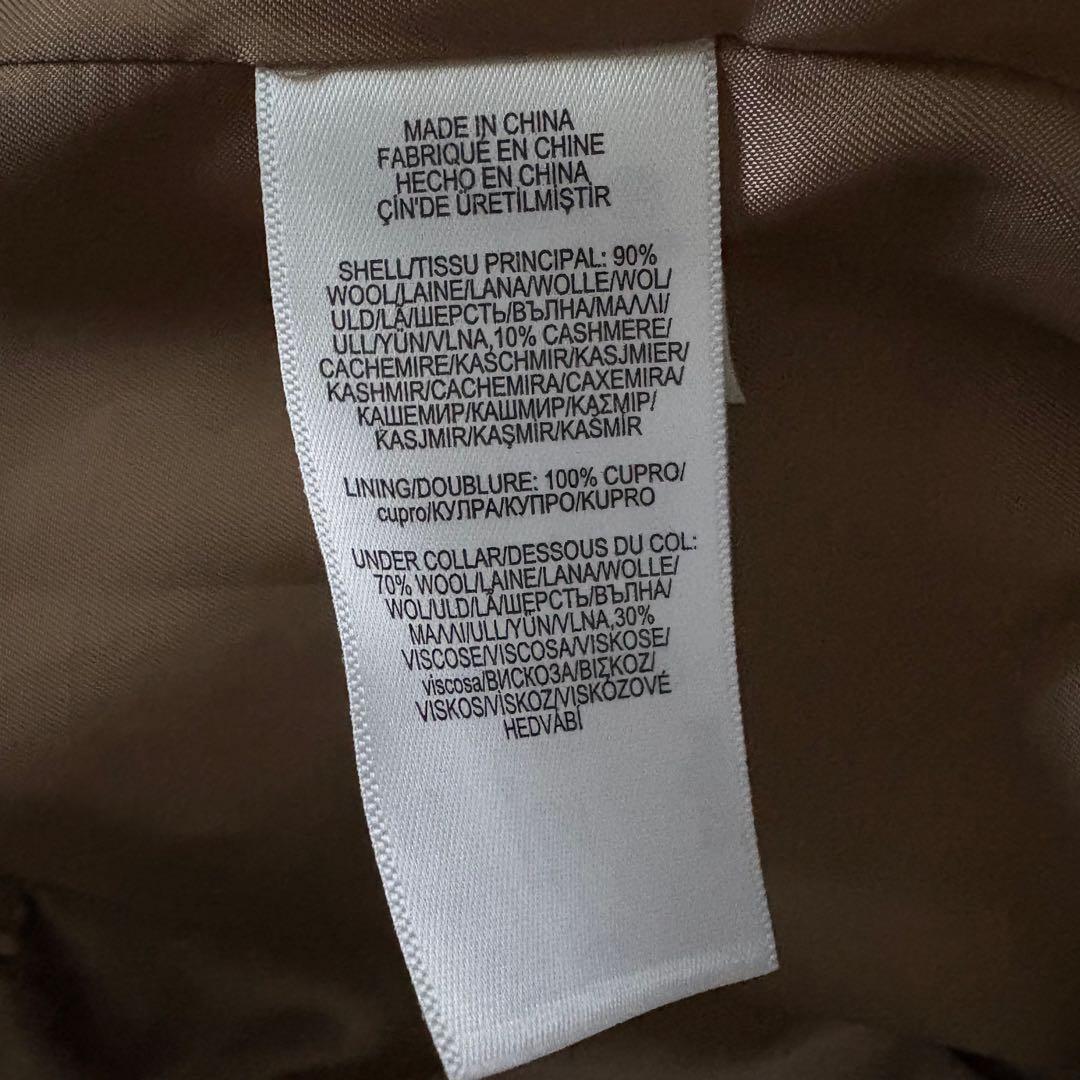 MADE IN CHINA
FABRIQUÉ EN CHINE
HECHO EN CHINA
ÇİN'DE ÜRETİLMİŞTİR
SHELL/TISSU PRINCIPAL: 90%
WOOL/LAINE/LANA/WOLLE/WOL/
ULD/LÃ/ШЕРСТЬ/ВЪЛНА/ΜΑΛΛΙ/
ULL/YÜN/VLNA,10% CASHMERE/
CACHEMIRE/KASCHMIR/KASJMIER/
KASHMIR/CACHEMIRA/CAXEMIRA/
КАШЕМИР/КАШМИР/ΚΑΣΜΙΡ/
KASJMIR/KAŞMİR/KAŠMÍR
LINING/DOUBLURE: 100% CUPRO/
cupro/КУЛРА/КУПРО/KUPRO
UNDER COLLAR/DESSOUS DU COL:
70% WOOL/LAINE/LANA/WOLLE/
WOL/ULD/LÃ/ШЕРСТЬ/ВЪЛНА/
ΜΑΛΛΙ/ULL/YÜN/VLNA,30%
VISCOSE/VISCOSA/VISKOSE/
viscosa/ВИСКОЗА/ΒΙΣΚΟΖ/
VISKOS/VİSKOZ/VISKÓZOVÉ
HEDVÁBÍ